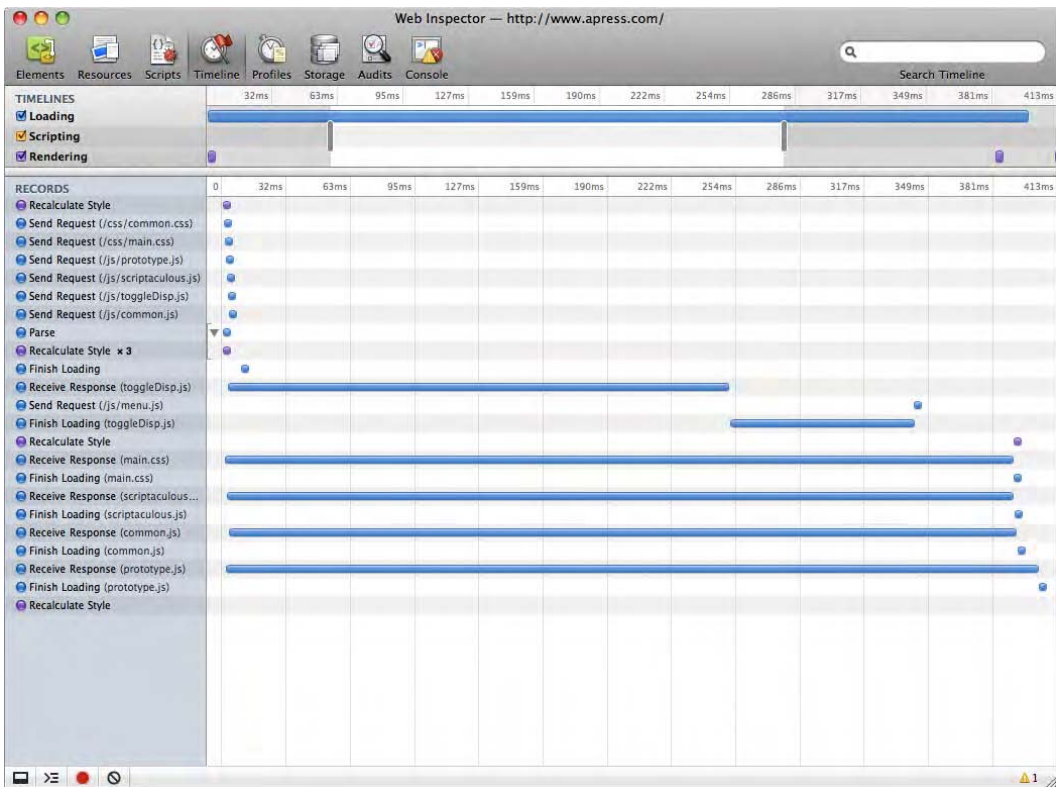 Web Inspector — http://www.apress.com/
Elements Resources Scripts Timeline Profiles Storage Audits Console
Search Timeline
TIMELINES 32ms 63ms 95ms 127ms 159ms 190ms 222ms 254ms 286ms 317ms 349ms 381ms 413ms
Loading
Scripting
Rendering
RECORDS 0 32ms 63ms 95ms 127ms 159ms 190ms 222ms 254ms 286ms 317ms 349ms 381ms 413ms
Recalculate Style
Send Request (/css/common.css)
Send Request (/css/main.css)
Send Request (/js/prototype.js)
Send Request (/js/scriptaculous.js)
Send Request (/js/toggleDisp.js)
Send Request (/js/common.js)
Parse
Recalculate Style × 3
Finish Loading
Receive Response (toggleDisp.js)
Send Request (/js/menu.js)
Finish Loading (toggleDisp.js)
Recalculate Style
Receive Response (main.css)
Finish Loading (main.css)
Receive Response (scriptaculous...
Finish Loading (scriptaculous.js)
Receive Response (common.js)
Finish Loading (common.js)
Receive Response (prototype.js)
Finish Loading (prototype.js)
Recalculate Style
1